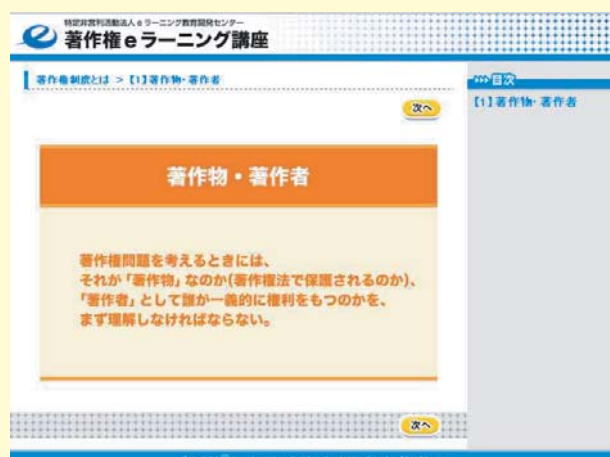 特定非営利活動法人eラーニング教育開発センター
著作権eラーニング講座
著作権制度とは > 【1】著作物・著作者
目次
【1】著作物・著作者
次へ
著作物・著作者
著作権問題を考えるときには、
それが「著作物」なのか(著作権法で保護されるのか)、
「著作者」として誰が一義的に権利をもつのかを、
まず理解しなければならない。
次へ